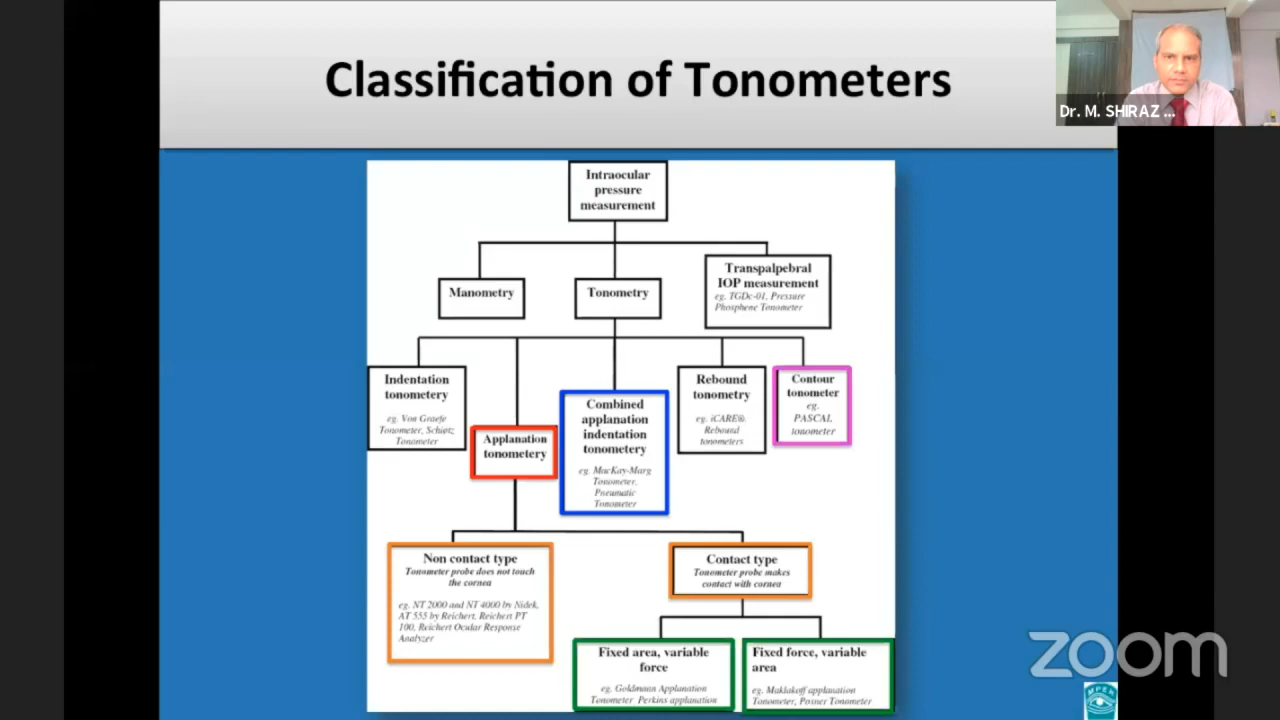 Classification of Tonometers
Dr. M. SHIRAZ ...
Intraocular
pressure
measurement
Manometry
Tonometry
Transpalpebral
IOP measurement
eg. TGDc-01, Pressure
Phosphene Tonometer
Indentation
tonometery
eg. Von Graefe
Tonometer, Schiotz
Tonometer
Applanation
tonometery
Combined
applanation
indentation
tonometery
eg. MacKay-Marg
Tonometer,
Pneumatic
Tonometer
Rebound
tonometry
eg. iCARE®.
Rebound
tonometers
Contour
tonometer
eg.
PASCAL
tonometer
Non contact type
Tonometer probe does not touch
the cornea
eg. NT 2000 and NT 4000 by Nidek,
AT 555 by Reichert, Reichert PT
100, Reichert Ocular Response
Analyzer
Contact type
Tonometer probe makes
contact with cornea
Fixed area, variable
force
eg. Goldmann Applanation
Tonometer Perkins applanation
Fixed force, variable
area
eg. Maklakoff applanation
Tonometer, Posner Tonometer
zoom